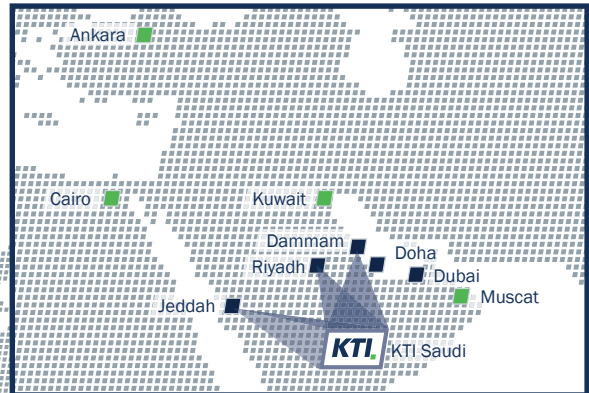 Ankara
Cairo
Kuwait
Dammam
Doha
Riyadh
Dubai
Muscat
Jeddah
KTI.
KTI Saudi